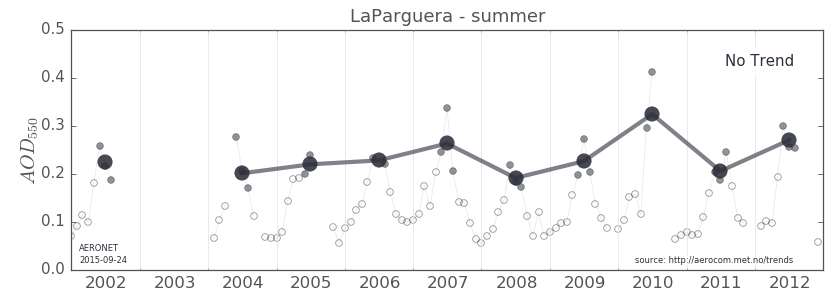 LaParguera - summer
No Trend
AOD550
0.5
0.4
0.3
0.2
0.1
0.0
AERONET
2015-09-24
source: http://aerocom.met.no/trends
2002 2003 2004 2005 2006 2007 2008 2009 2010 2011 2012